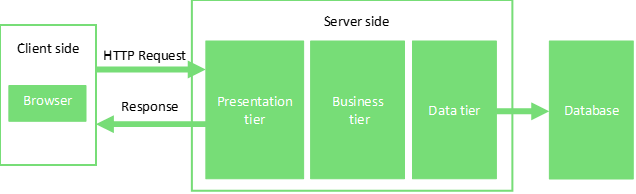 Client side
Browser
HTTP Request
Response
Server side
Presentation
tier
Business
tier
Data tier
Database